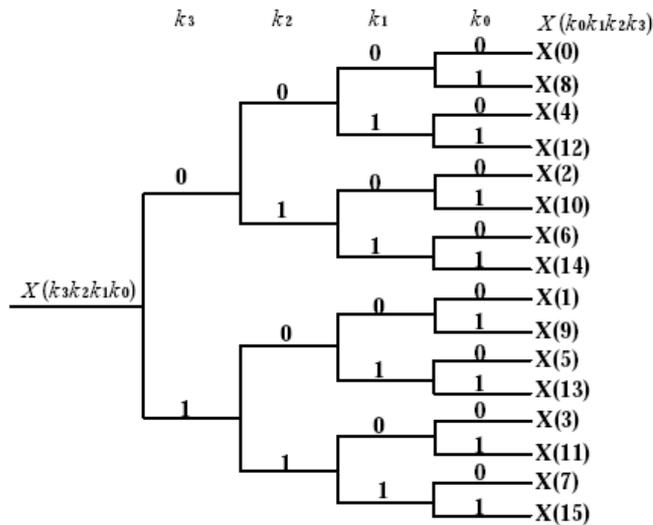 k3 k2 k1 k0 X(k0k1k2k3)
0 X(0)
0
1 X(8)
0
0 X(4)
1
1 X(12)
0
0 X(2)
0
1 X(10)
1
0 X(6)
1
1 X(14)
X(k3k2k1k0)
0 X(1)
0
1 X(9)
0
0 X(5)
1
1 X(13)
1
0 X(3)
0
1 X(11)
1
0 X(7)
1
1 X(15)